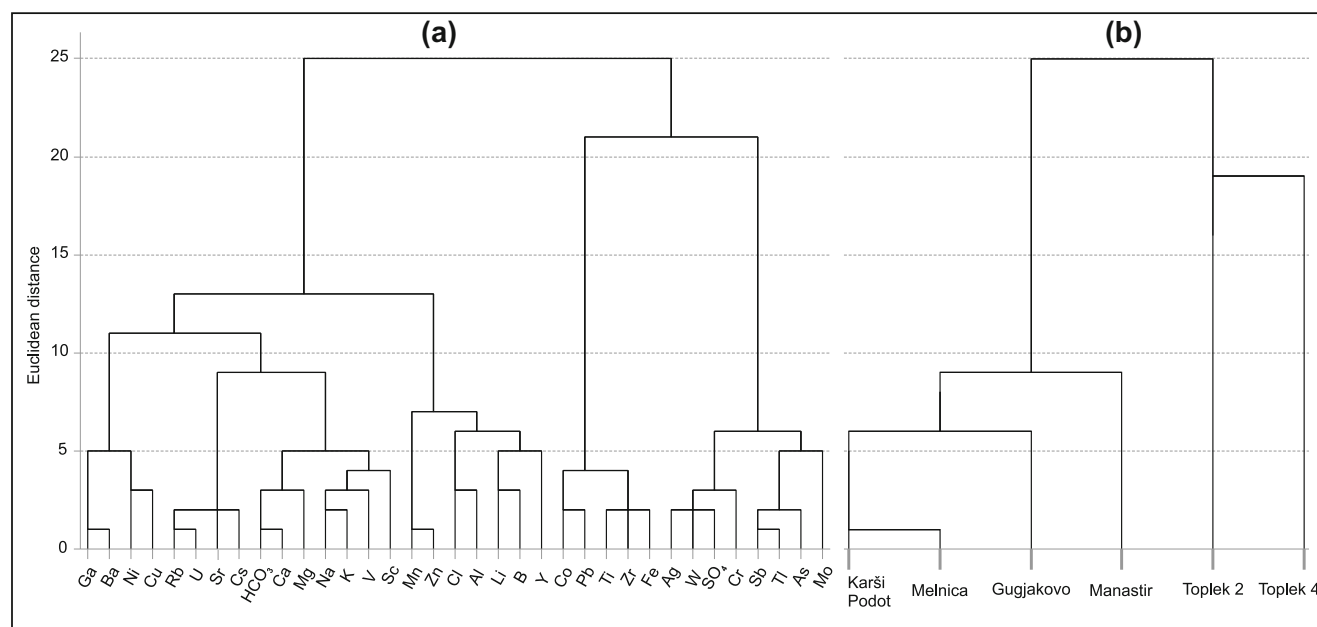 (a)
(b)
25
20
15
10
5
0
Euclidean distance
Ga Ba Ni Cu Rb U Sr Cs HCO³ Ca Mg Na K V Sc Mn Zn Cl Al Li B Y Co Pb Ti Zr Fe Ag W SO₄ Cr Sb Tl As Mo
Karši
Podot
Melnica
Gugjakovo
Manastir
Toplek 2
Toplek 4